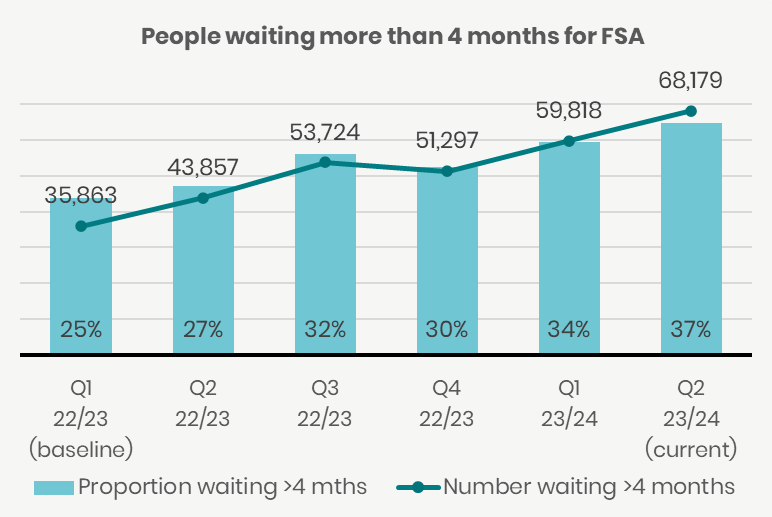 People waiting more than 4 months for FSA
68,179
59,818
53,724
51,297
43,857
35,863
25% 27% 32% 30% 34% 37%
Q1 Q2 Q3 Q4 Q1 Q2
22/23 22/23 22/23 22/23 23/24 23/24
(baseline) (current)
Proportion waiting >4 mths Number waiting >4 months